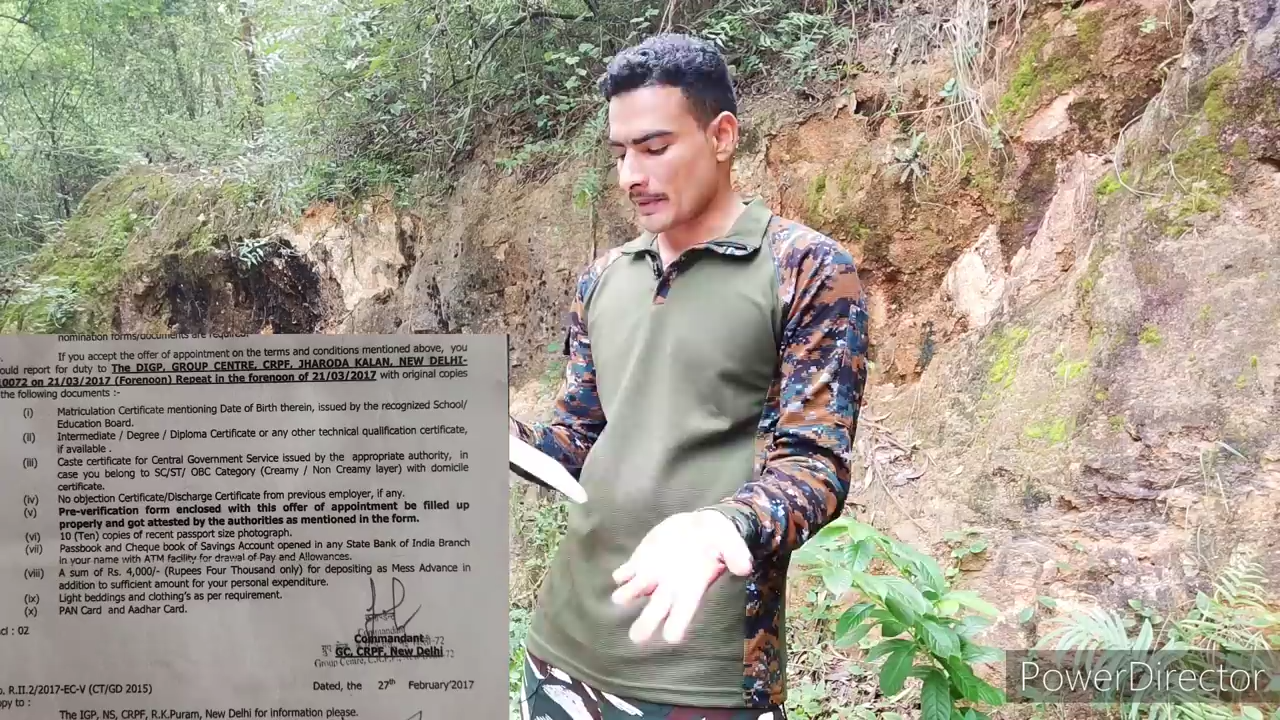 nomination forms/documents are required.
If you accept the offer of appointment on the terms and conditions mentioned above, you
ould report for duty to The DIGP, GROUP CENTRE, CRPF, JHARODA KALAN, NEW DELHI-
10072 on 21/03/2017 (Forenoon) Repeat in the forenoon of 21/03/2017 with original copies
the following documents :-
(i) Matriculation Certificate mentioning Date of Birth therein, issued by the recognized School/
Education Board.
(ii) Intermediate / Degree / Diploma Certificate or any other technical qualification certificate,
if available .
(iii) Caste certificate for Central Government Service issued by the appropriate authority, in
case you belong to SC/ST/ OBC Category (Creamy / Non Creamy layer) with domicile
certificate.
(iv) No objection Certificate/Discharge Certificate from previous employer, if any.
(v) Pre-verification form enclosed with this offer of appointment be filled up
properly and got attested by the authorities as mentioned in the form.
(vi) 10 (Ten) copies of recent passport size photograph.
(vii) Passbook and Cheque book of Savings Account opened in any State Bank of India Branch
in your name with ATM facility for drawal of Pay and Allowances.
(viii) A sum of Rs. 4,000/- (Rupees Four Thousand only) for depositing as Mess Advance in
addition to sufficient amount for your personal expenditure.
(ix) Light beddings and clothing's as per requirement.
(x) PAN Card and Aadhar Card.
cl : 02
Commandant
GC, CRPF, New Delhi
Group Centre,
o. R.II.2/2017-EC-V (CT/GD 2015) Dated, the 27th February'2017
opy to :
The IGP, NS, CRPF, R.K.Puram, New Delhi for information please.
PowerDirector